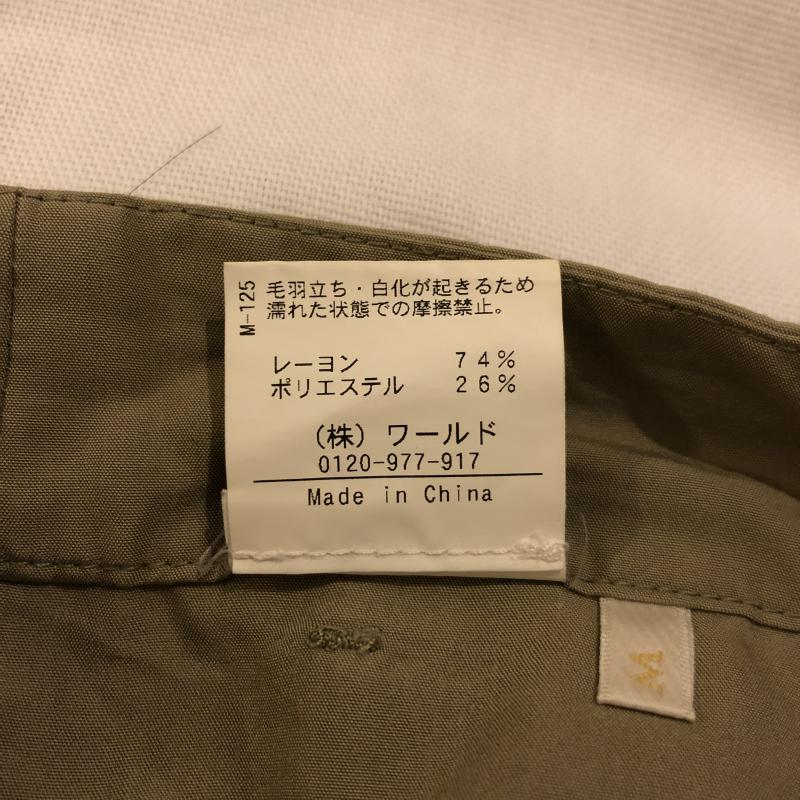 M-125
毛羽立ち・白化が起きるため
濡れた状態での摩擦禁止。
レーヨン 74%
ポリエステル 26%
(株)ワールド
0120-977-917
Made in China
M